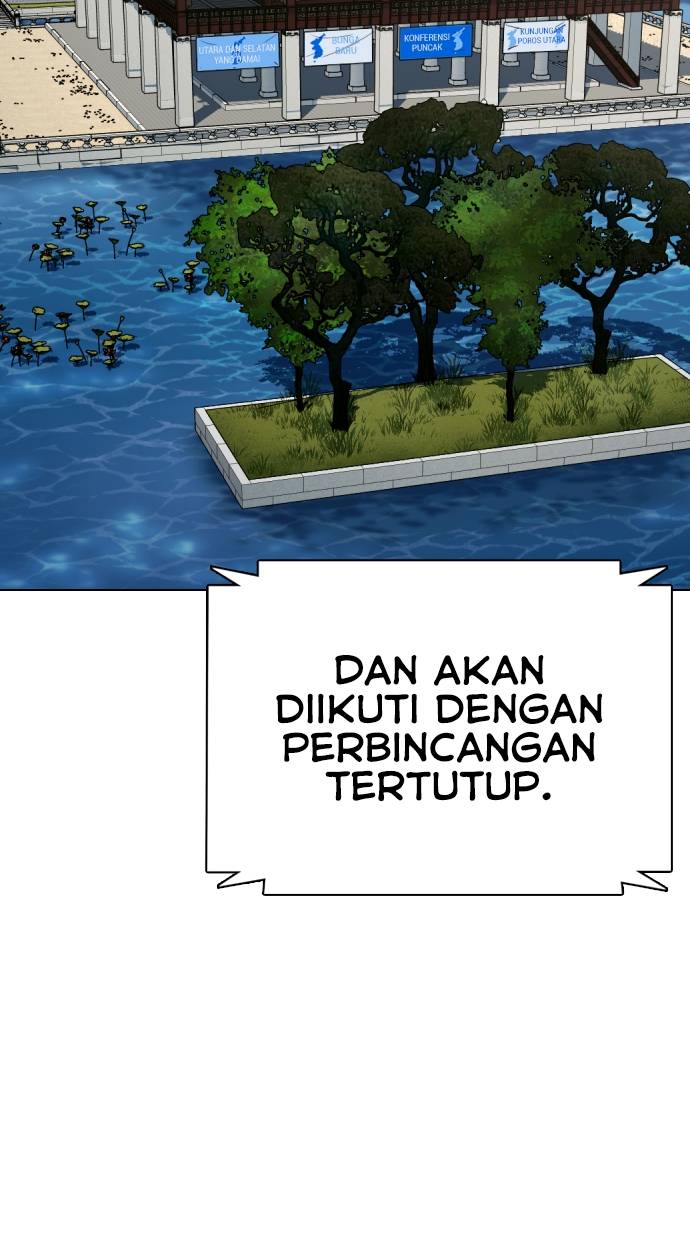 UTARA DAN SELATAN
YANG DAMAI
BUNGA
BARU
KONFERENSI
PUNCAK
KUNJUNGAN
POROS UTARA
DAN AKAN
DIIKUTI DENGAN
PERBINCANGAN
TERTUTUP.